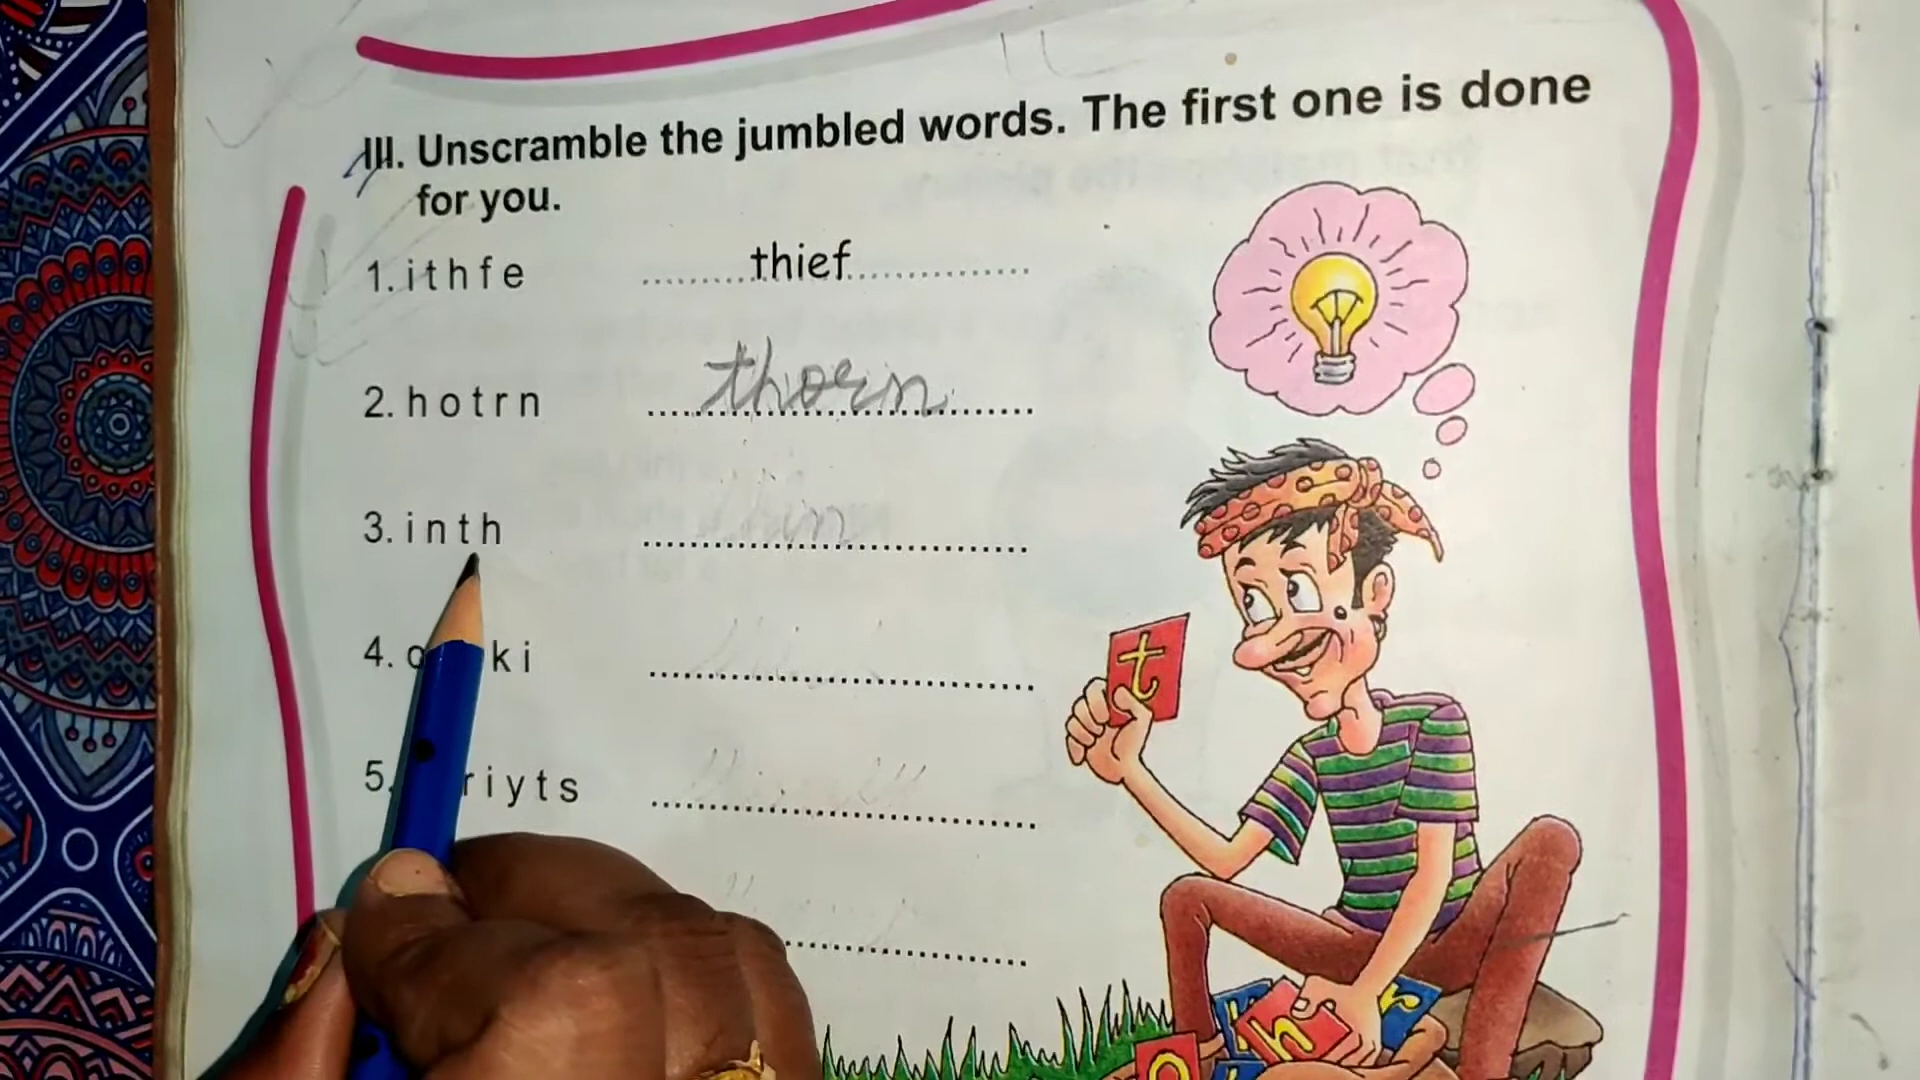 III. Unscramble the jumbled words. The first one is done
for you.
1. i t h f e thief
2. h o t r n thorn
3. i n t h thin
4. k i
5. r i y t s
t
h
r